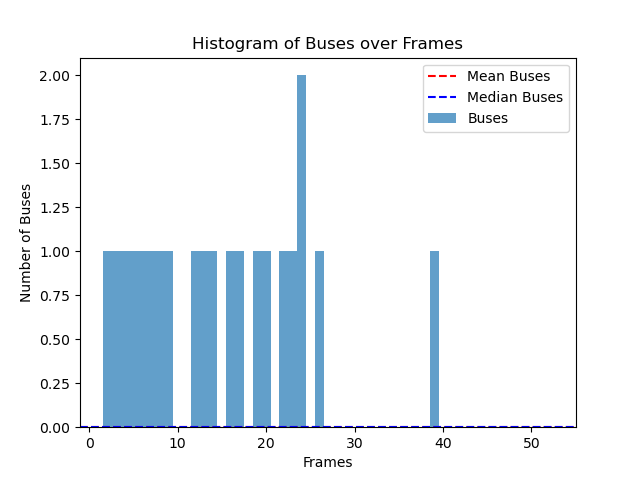 Histogram of Buses over Frames
Mean Buses
Median Buses
Buses
2.00
1.75
1.50
1.25
1.00
0.75
0.50
0.25
0.00
Number of Buses
0 10 20 30 40 50
Frames